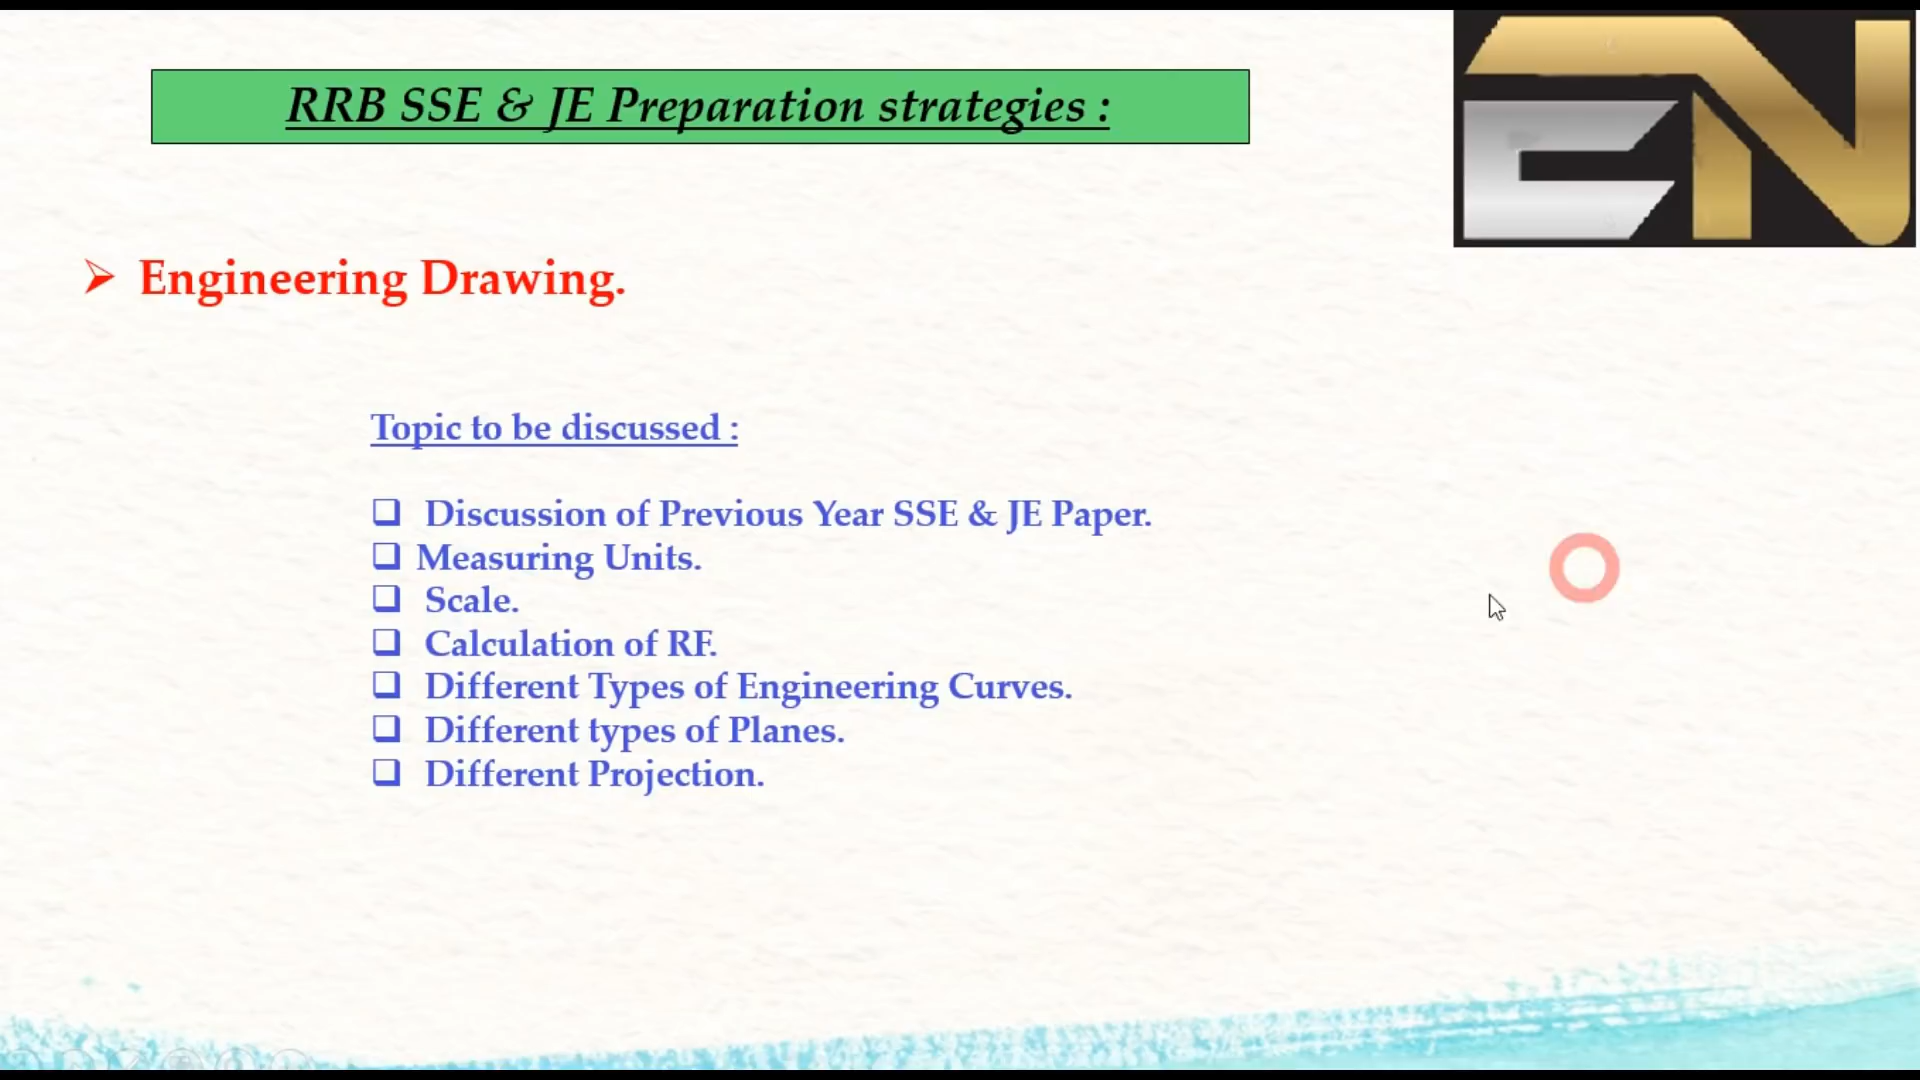 RRB SSE & JE Preparation strategies :
EN
Engineering Drawing.
Topic to be discussed :
Discussion of Previous Year SSE & JE Paper.
Measuring Units.
Scale.
Calculation of RF.
Different Types of Engineering Curves.
Different types of Planes.
Different Projection.